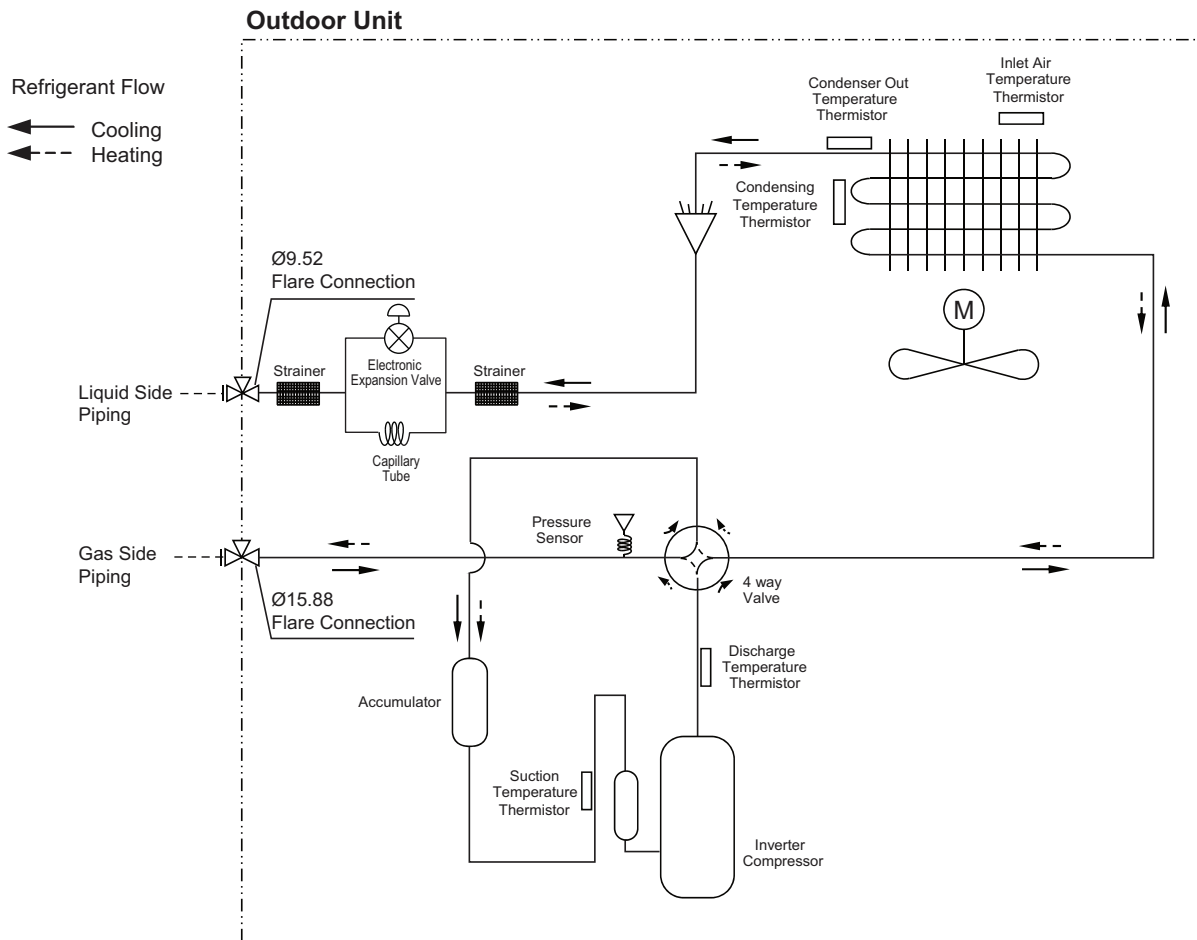 Outdoor Unit
Refrigerant Flow
Cooling
Heating
Condenser Out
Temperature
Thermistor
Inlet Air
Temperature
Thermistor
Condensing
Temperature
Thermistor
Ø9.52
Flare Connection
M
Strainer
Electronic
Expansion Valve
Strainer
Liquid Side
Piping
Capillary
Tube
Pressure
Sensor
Gas Side
Piping
4 way
Valve
Ø15.88
Flare Connection
Discharge
Temperature
Thermistor
Accumulator
Suction
Temperature
Thermistor
Inverter
Compressor